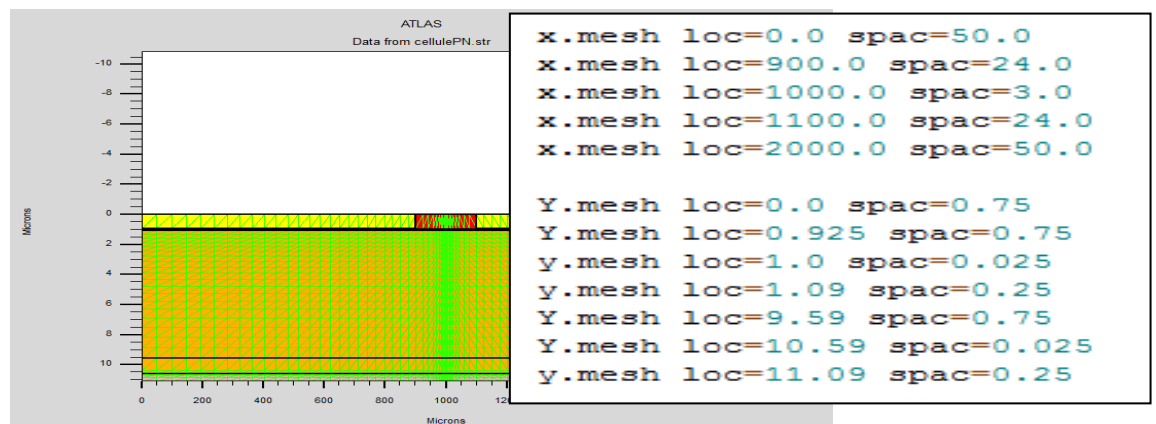 ATLAS
Data from cellulePN.str
Microns
-10
-8
-6
-4
-2
0
2
4
6
8
10
0 200 400 600 800 1000 12
Microns
x.mesh loc=0.0 spac=50.0
x.mesh loc=900.0 spac=24.0
x.mesh loc=1000.0 spac=3.0
x.mesh loc=1100.0 spac=24.0
x.mesh loc=2000.0 spac=50.0
Y.mesh loc=0.0 spac=0.75
Y.mesh loc=0.925 spac=0.75
y.mesh loc=1.0 spac=0.025
y.mesh loc=1.09 spac=0.25
Y.mesh loc=9.59 spac=0.75
Y.mesh loc=10.59 spac=0.025
y.mesh loc=11.09 spac=0.25